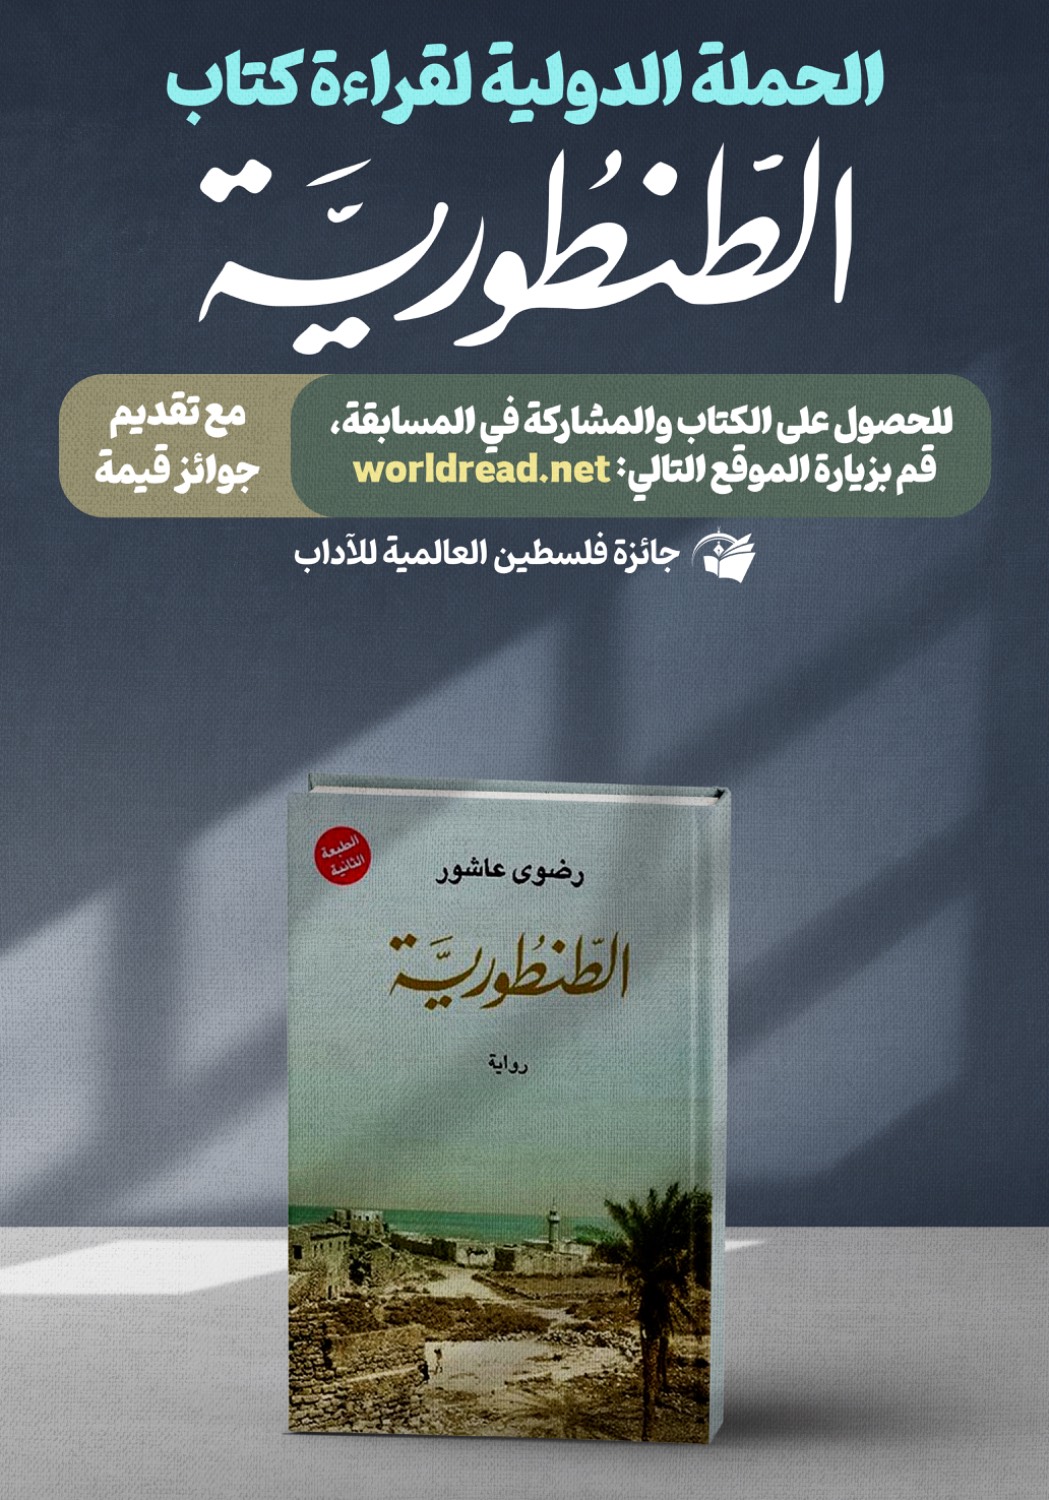 الحملة الدولية لقراءة كتاب
الطّنطُوريَّة
للحصول على الكتاب والمشاركة في المسابقة،
قم بزيارة الموقع التالي: worldread.net
مع تقديم
جوائز قيمة
جائزة فلسطين العالمية للآداب
الطبعة
الثانية
رضوى عاشور
الطّنطُوريَّة
رواية